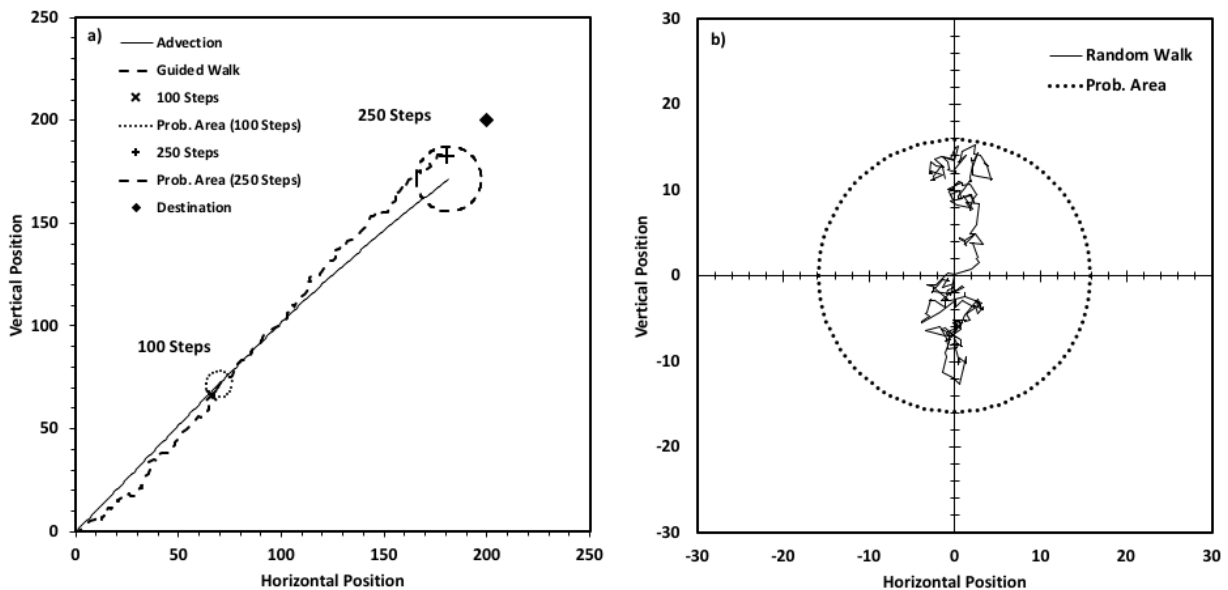 a)
Advection
Guided Walk
100 Steps
Prob. Area (100 Steps)
250 Steps
Prob. Area (250 Steps)
Destination
250 Steps
100 Steps
250
200
150
100
50
0
0 50 100 150 200 250
Vertical Position
Horizontal Position
b)
Random Walk
Prob. Area
30
20
10
0
-10
-20
-30
-30 -20 -10 0 10 20 30
Vertical Position
Horizontal Position